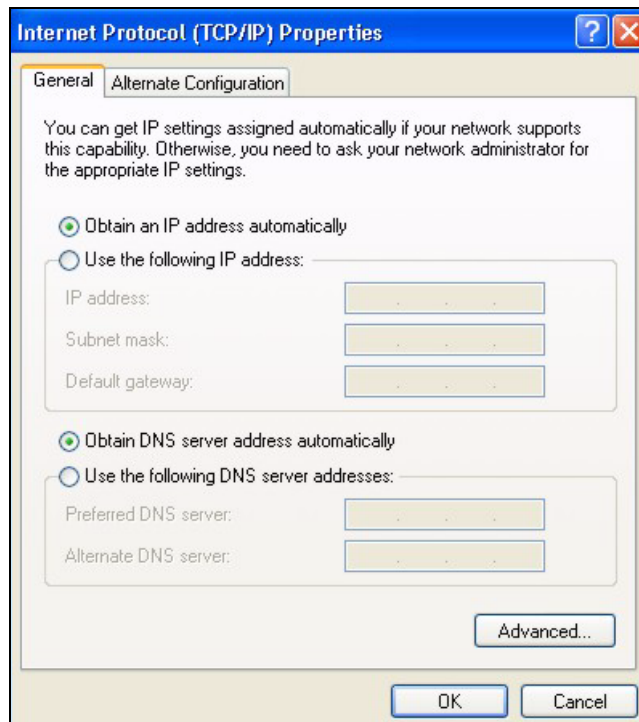 Internet Protocol (TCP/IP) Properties
General
Alternate Configuration
You can get IP settings assigned automatically if your network supports
this capability. Otherwise, you need to ask your network administrator for
the appropriate IP settings.
Obtain an IP address automatically
Use the following IP address:
IP address:
Subnet mask:
Default gateway:
Obtain DNS server address automatically
Use the following DNS server addresses:
Preferred DNS server:
Alternate DNS server:
Advanced...
OK
Cancel